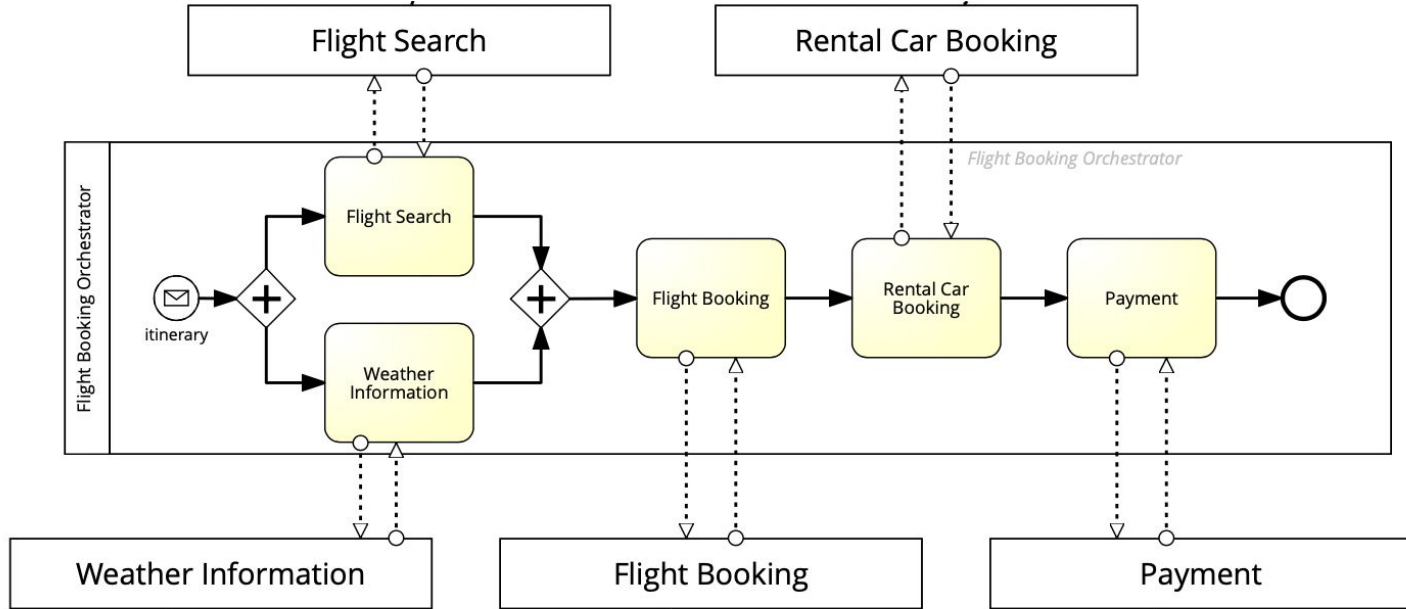 Flight Search
Rental Car Booking
Flight Booking Orchestrator
Flight Booking Orchestrator
Flight Search
itinerary
Weather
Information
Flight Booking
Rental Car
Booking
Payment
Weather Information
Flight Booking
Payment